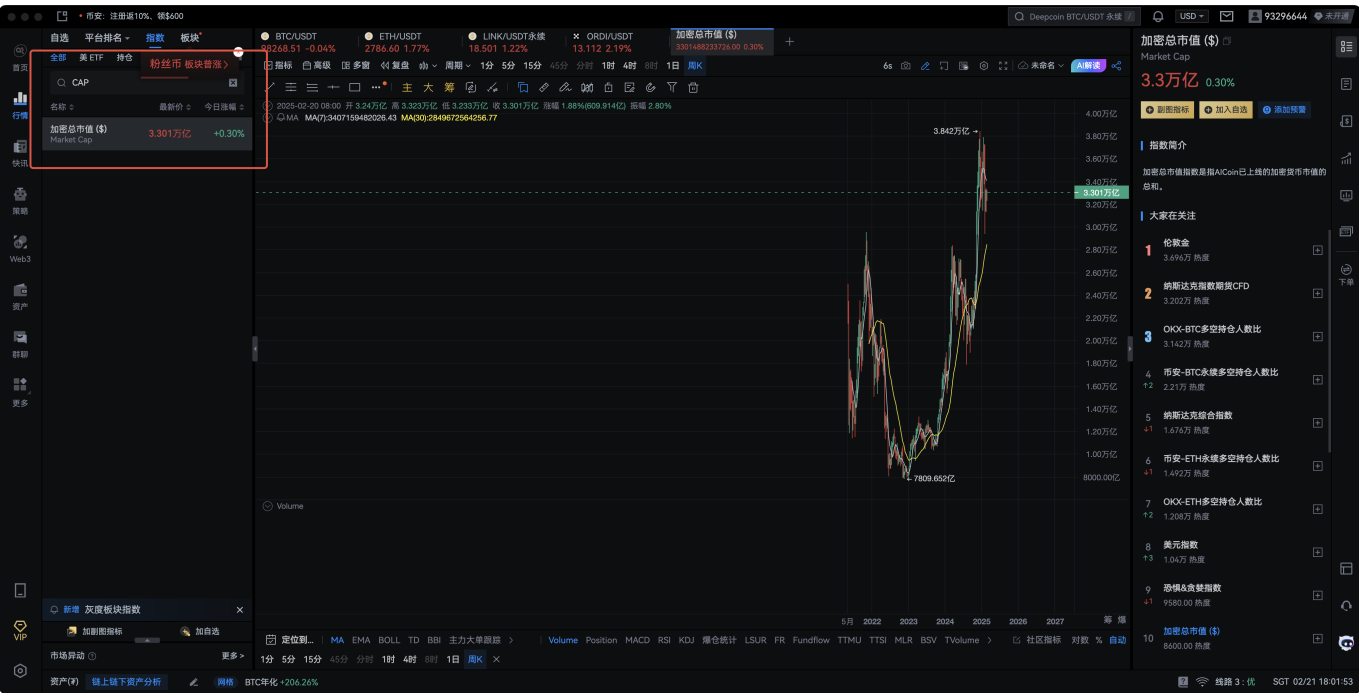 币安：注册返10%、领$600
Deepcoin BTC/USDT 永续 /
USD
93296644
未开通
自选 平台排名 指数 板块
全部 美 ETF 持仓
粉丝币 板块普涨
CAP
名称 最新价 今日涨幅
加密总市值 ($) 3.301万亿 +0.30%
Market Cap
首页
行情
快讯
策略
Web3
资产
群聊
更多
VIP
BTC/USDT
98268.51 -0.04%
ETH/USDT
2786.60 1.77%
LINK/USDT永续
18.501 1.22%
ORDI/USDT
13.112 2.19%
加密总市值 ($)
3301488233726.00 0.30%
指标 高级 多窗 复盘 周期 1分 5分 15分 45分 分时 1时 4时 8时 1日 周K
6s 未命名 AI解读
主 大 筹
2025-02-20 08:00 开 3.24万亿 高 3.323万亿 低 3.233万亿 收 3.301万亿 涨幅 1.88%(609.914亿) 振幅 2.80%
MA MA(7):3407159482026.43 MA(30):2849672564256.77
3.842万亿
7809.652亿
4.00万亿
3.80万亿
3.60万亿
3.40万亿
3.301万亿
3.20万亿
3.00万亿
2.80万亿
2.60万亿
2.40万亿
2.20万亿
2.00万亿
1.80万亿
1.60万亿
1.40万亿
1.20万亿
1.00万亿
8000.00亿
Volume
5月 2022 2023 2024 2025 2026 2027
筹 爆
定位到... MA EMA BOLL TD BBI 主力大单跟踪 Volume Position MACD RSI KDJ 爆仓统计 LSUR FR Fundflow TTMU TTSI MLR BSV TVolume 社区指标 对数 % 自动
1分 5分 15分 45分 分时 1时 4时 8时 1日 周K
新增 灰度板块指数
加副图指标 加自选
市场异动 更多 >
资产(₮) 链上链下资产分析 网格 BTC年化 +206.26%
加密总市值 ($)
Market Cap
3.3万亿 0.30%
副图指标 加入自选 添加预警
指数简介
加密总市值指数是指AICoin已上线的加密货币市值的
总和。
大家在关注
1 伦敦金
3.696万 热度
2 纳斯达克指数期货CFD
3.202万 热度
3 OKX-BTC多空持仓人数比
3.142万 热度
4 币安-BTC永续多空持仓人数比
↑2 2.21万 热度
5 纳斯达克综合指数
↓1 1.676万 热度
6 币安-ETH永续多空持仓人数比
↓1 1.492万 热度
7 OKX-ETH多空持仓人数比
↑2 1.208万 热度
8 美元指数
↑3 1.04万 热度
9 恐惧&贪婪指数
↓1 9580.00 热度
10 加密总市值 ($)
8600.00 热度
下单
线路 3 : 优 SGT 02/21 18:01:53